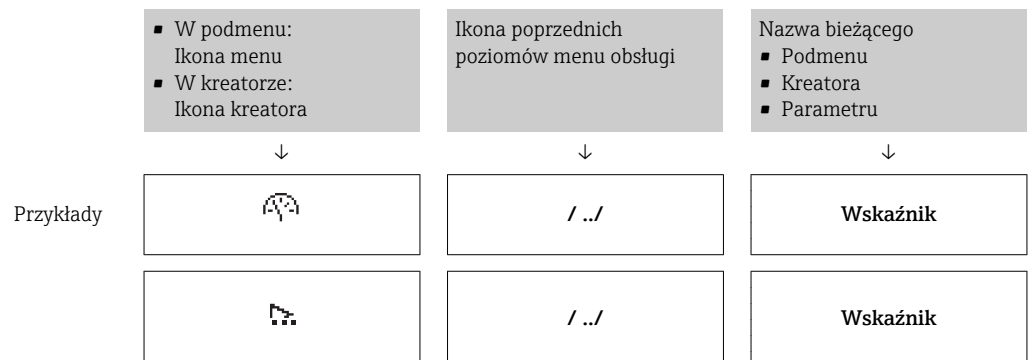 ▪ W podmenu:
Ikona menu
▪ W kreatorze:
Ikona kreatora
Ikona poprzednich
poziomów menu obsługi
Nazwa bieżącego
▪ Podmenu
▪ Kreatora
▪ Parametru
↓ ↓ ↓
Przykłady
/ ../
Wskaźnik
/ ../
Wskaźnik